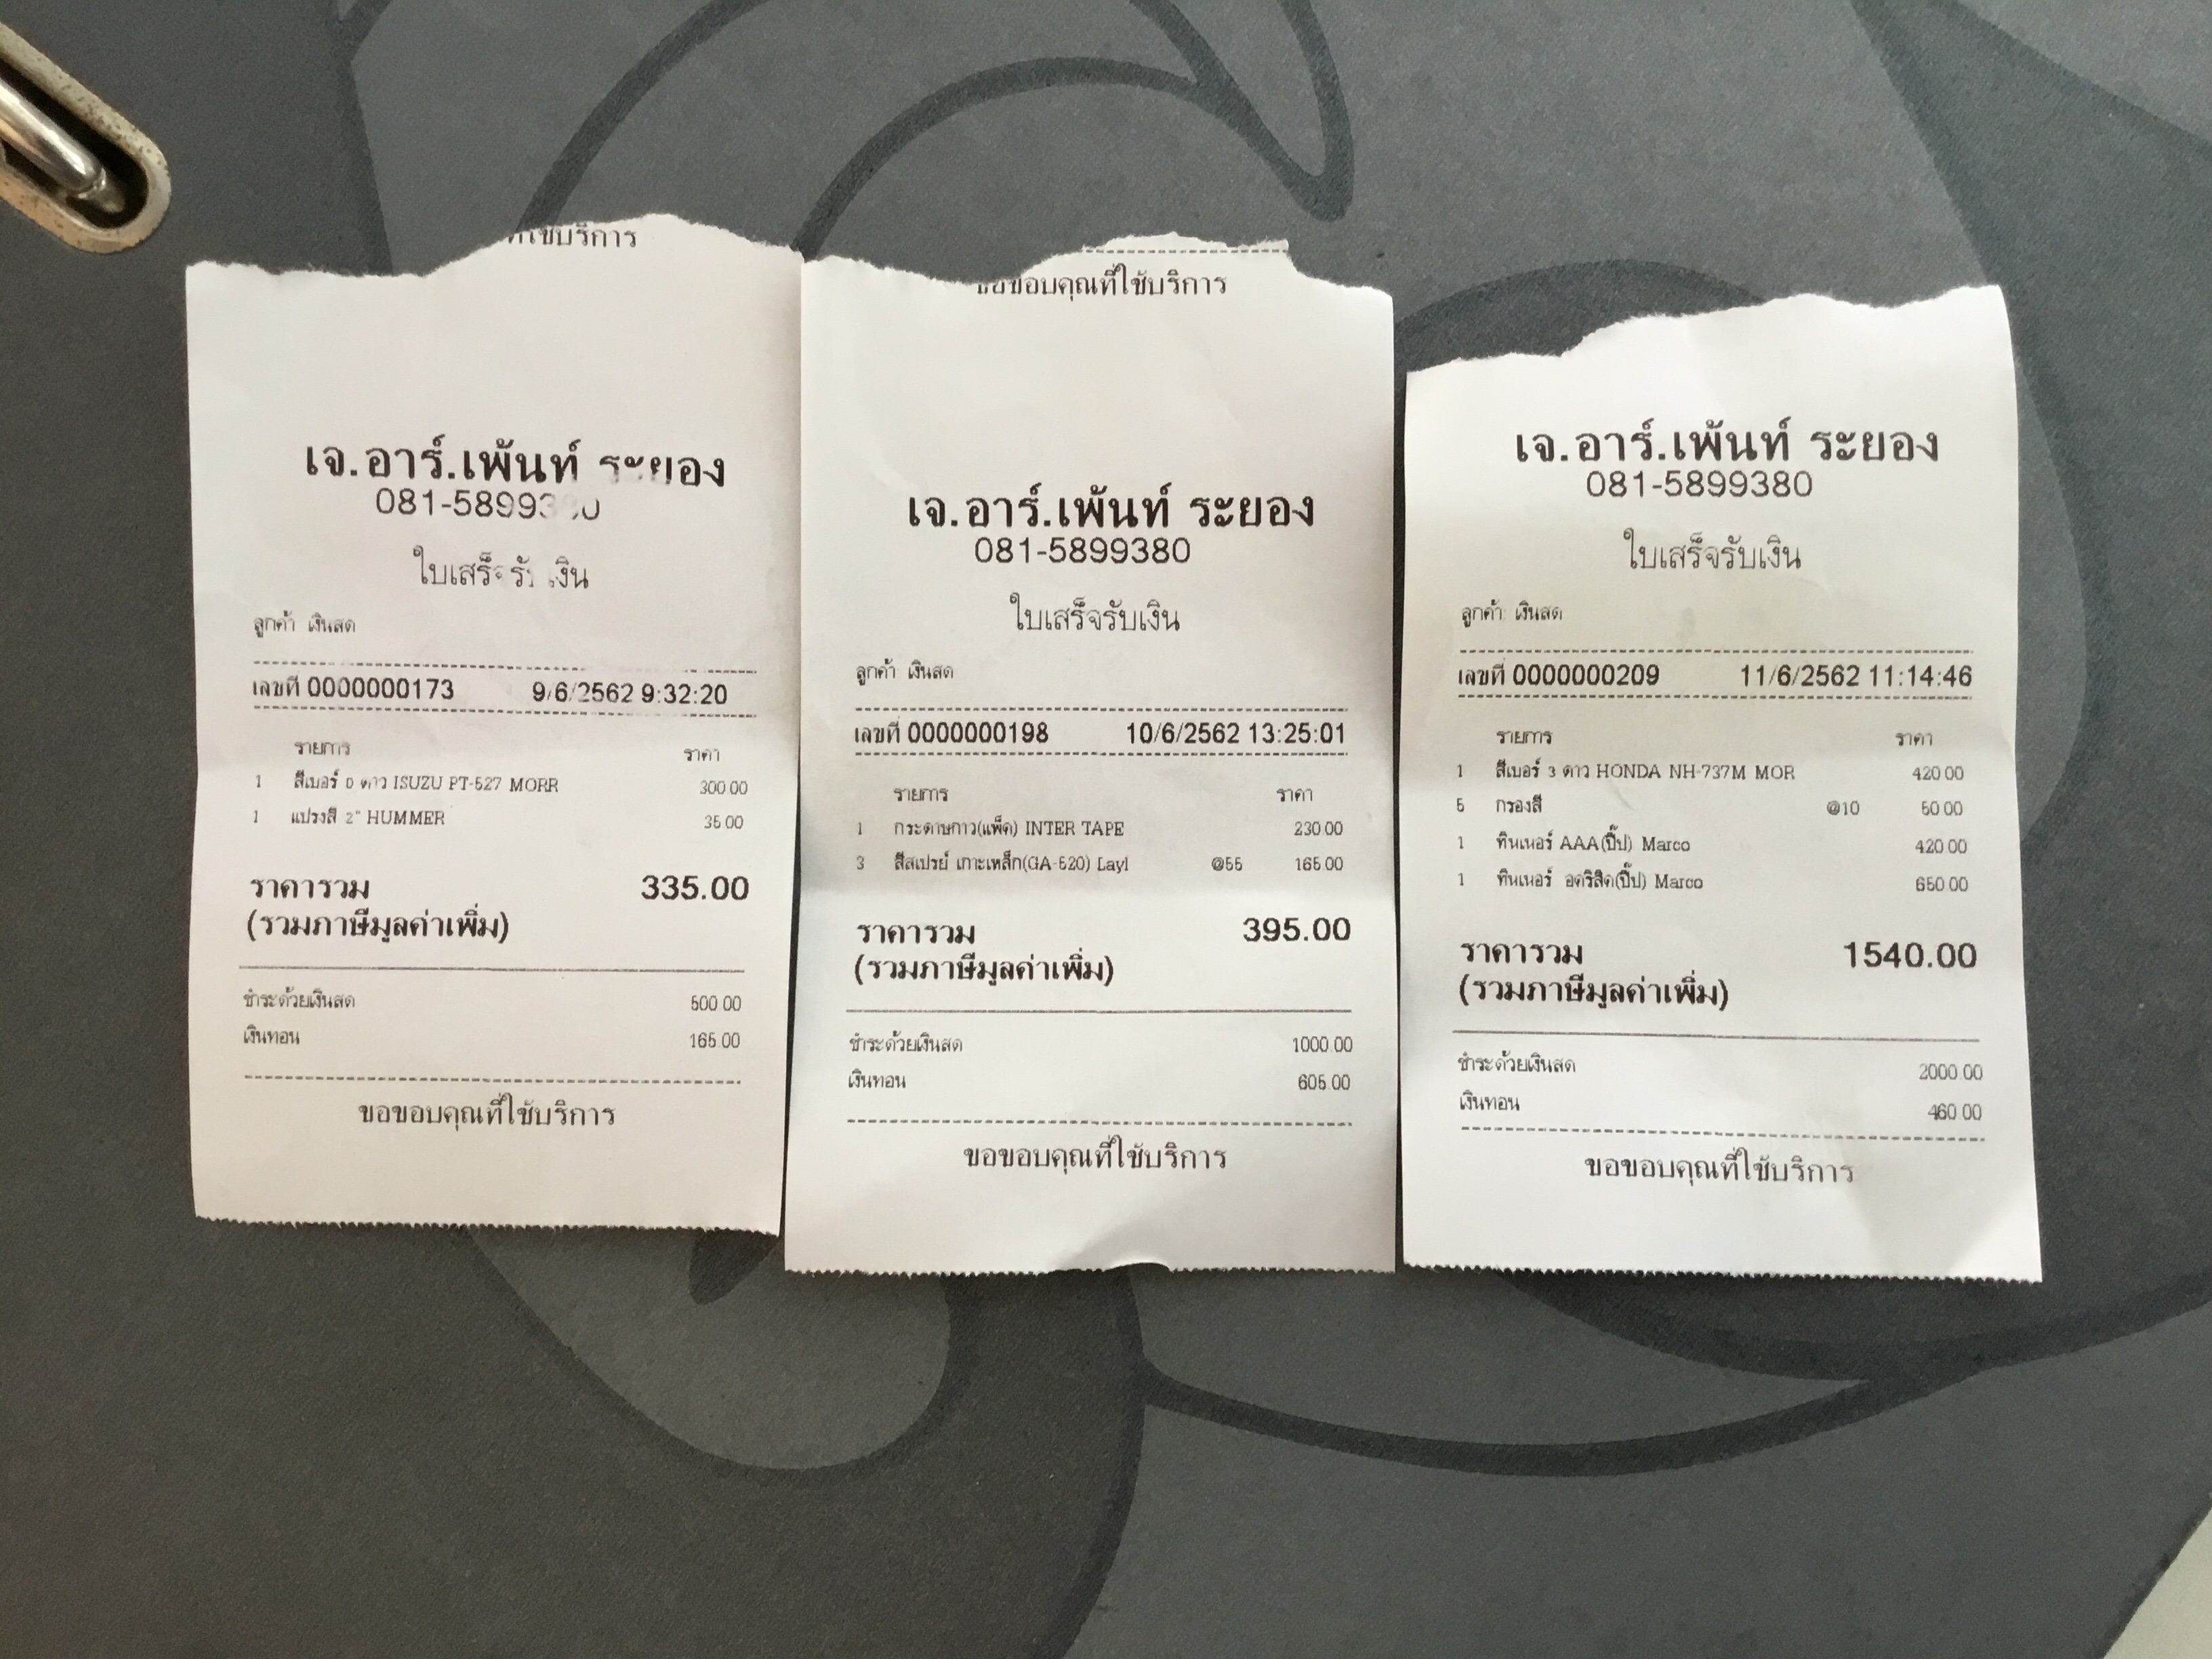 ที่ใช้บริการ
เจ.อาร์.เพ้นท์ ระยอง
081-5899380
ใบเสร็จรับเงิน
ลูกค้า เงินสด
เลขที่ 0000000173 9/6/2562 9:32:20
รายการ ราคา
1 สีเบอร์ ดาว ISUZU PT-527 MORR 300.00
1 แปรงสี 2" HUMMER 35.00
ราคารวม 335.00
(รวมภาษีมูลค่าเพิ่ม)
ชำระด้วยเงินสด 500.00
เงินทอน 165.00
ขอขอบคุณที่ใช้บริการ
ขอขอบคุณที่ใช้บริการ
เจ.อาร์.เพ้นท์ ระยอง
081-5899380
ใบเสร็จรับเงิน
ลูกค้า เงินสด
เลขที่ 0000000198 10/6/2562 13:25:01
รายการ ราคา
1 กระดาษกาว(แพ็ค) INTER TAPE 230.00
3 สีสเปรย์ เกาะเหล็ก(GA-520) Layl @55 165.00
ราคารวม 395.00
(รวมภาษีมูลค่าเพิ่ม)
ชำระด้วยเงินสด 1000.00
เงินทอน 605.00
ขอขอบคุณที่ใช้บริการ
เจ.อาร์.เพ้นท์ ระยอง
081-5899380
ใบเสร็จรับเงิน
ลูกค้า เงินสด
เลขที่ 0000000209 11/6/2562 11:14:46
รายการ ราคา
1 สีเบอร์ 3 ดาว HONDA NH-737M MOR 420.00
5 กรองสี @10 50.00
1 ทินเนอร์ AAA(ปี๊ป) Marco 420.00
1 ทินเนอร์ อคริลิค(ปี๊ป) Marco 650.00
ราคารวม 1540.00
(รวมภาษีมูลค่าเพิ่ม)
ชำระด้วยเงินสด 2000.00
เงินทอน 460.00
ขอขอบคุณที่ใช้บริการ